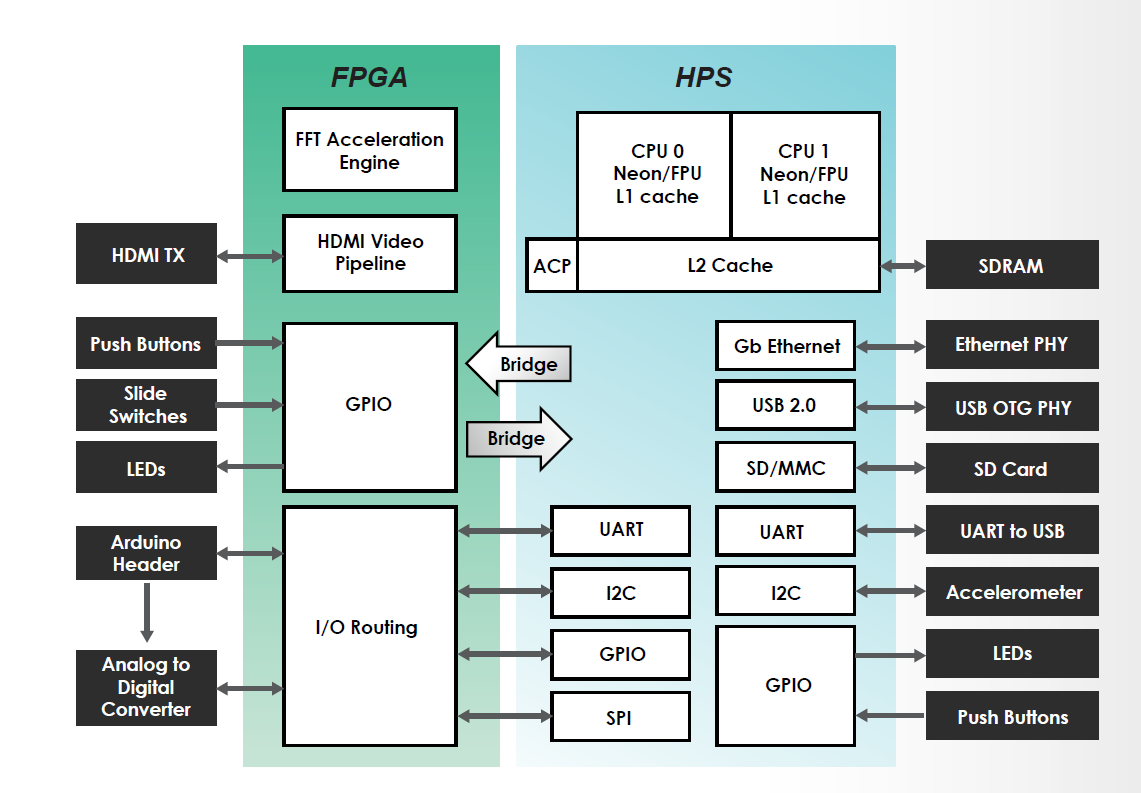 FPGA
HPS
FFT Acceleration
Engine
CPU 0
Neon/FPU
L1 cache
CPU 1
Neon/FPU
L1 cache
HDMI TX
HDMI Video
Pipeline
ACP
L2 Cache
SDRAM
Push Buttons
Slide
Switches
LEDs
GPIO
Bridge
Bridge
Gb Ethernet
Ethernet PHY
USB 2.0
USB OTG PHY
SD/MMC
SD Card
Arduino
Header
Analog to
Digital
Converter
I/O Routing
UART
I2C
GPIO
SPI
UART
UART to USB
I2C
Accelerometer
GPIO
LEDs
Push Buttons